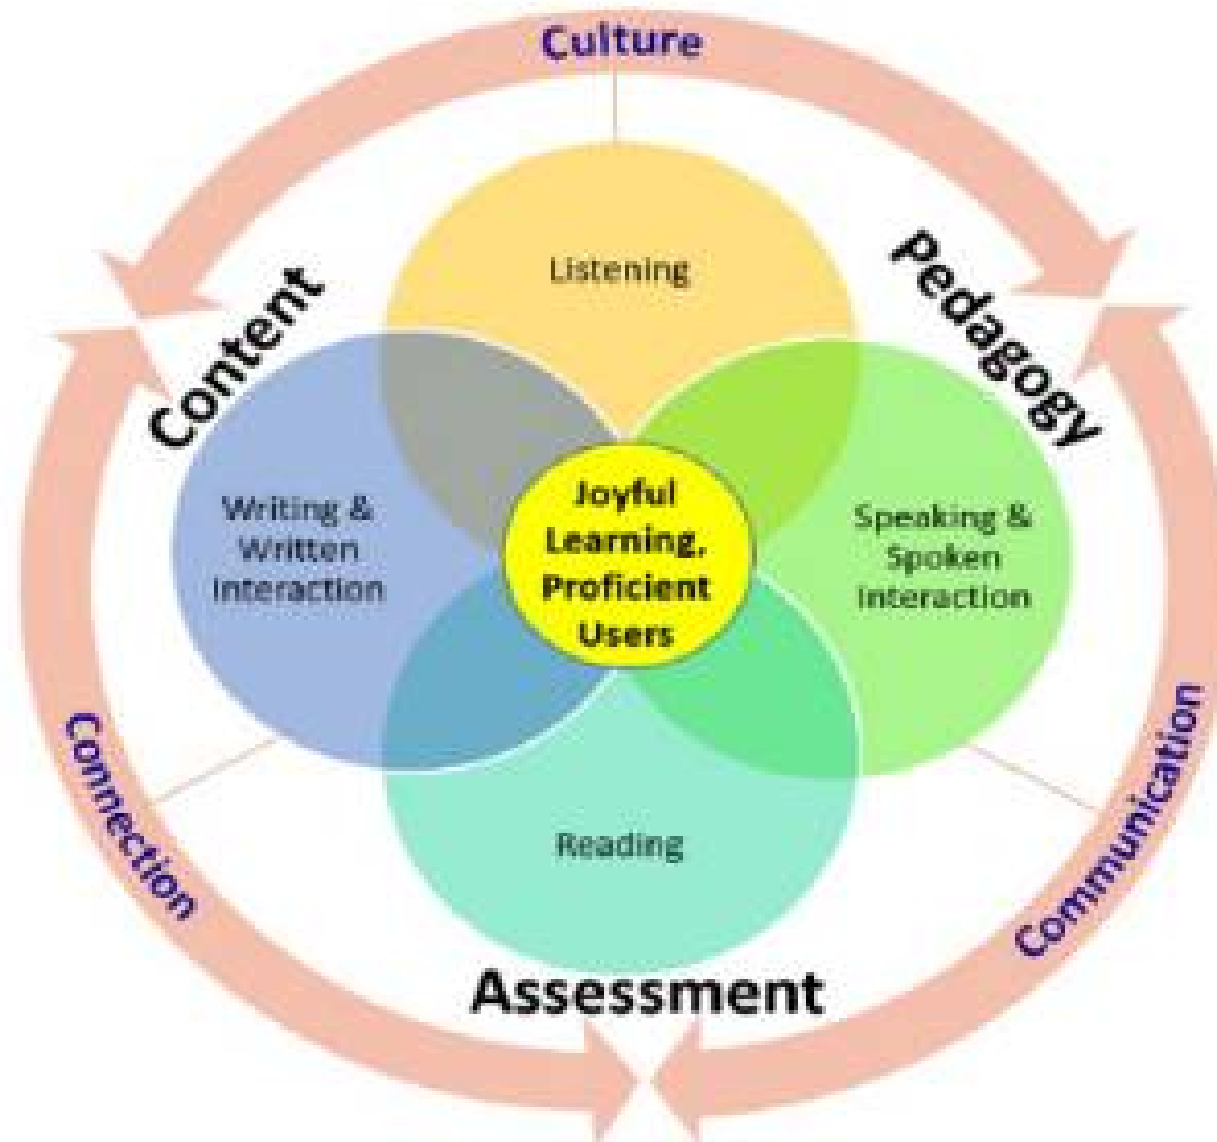 Culture
Content
Pedagogy
Listening
Writing &
Written
Interaction
Joyful
Learning,
Proficient
Users
Speaking &
Spoken
Interaction
Reading
Connection
Communication
Assessment